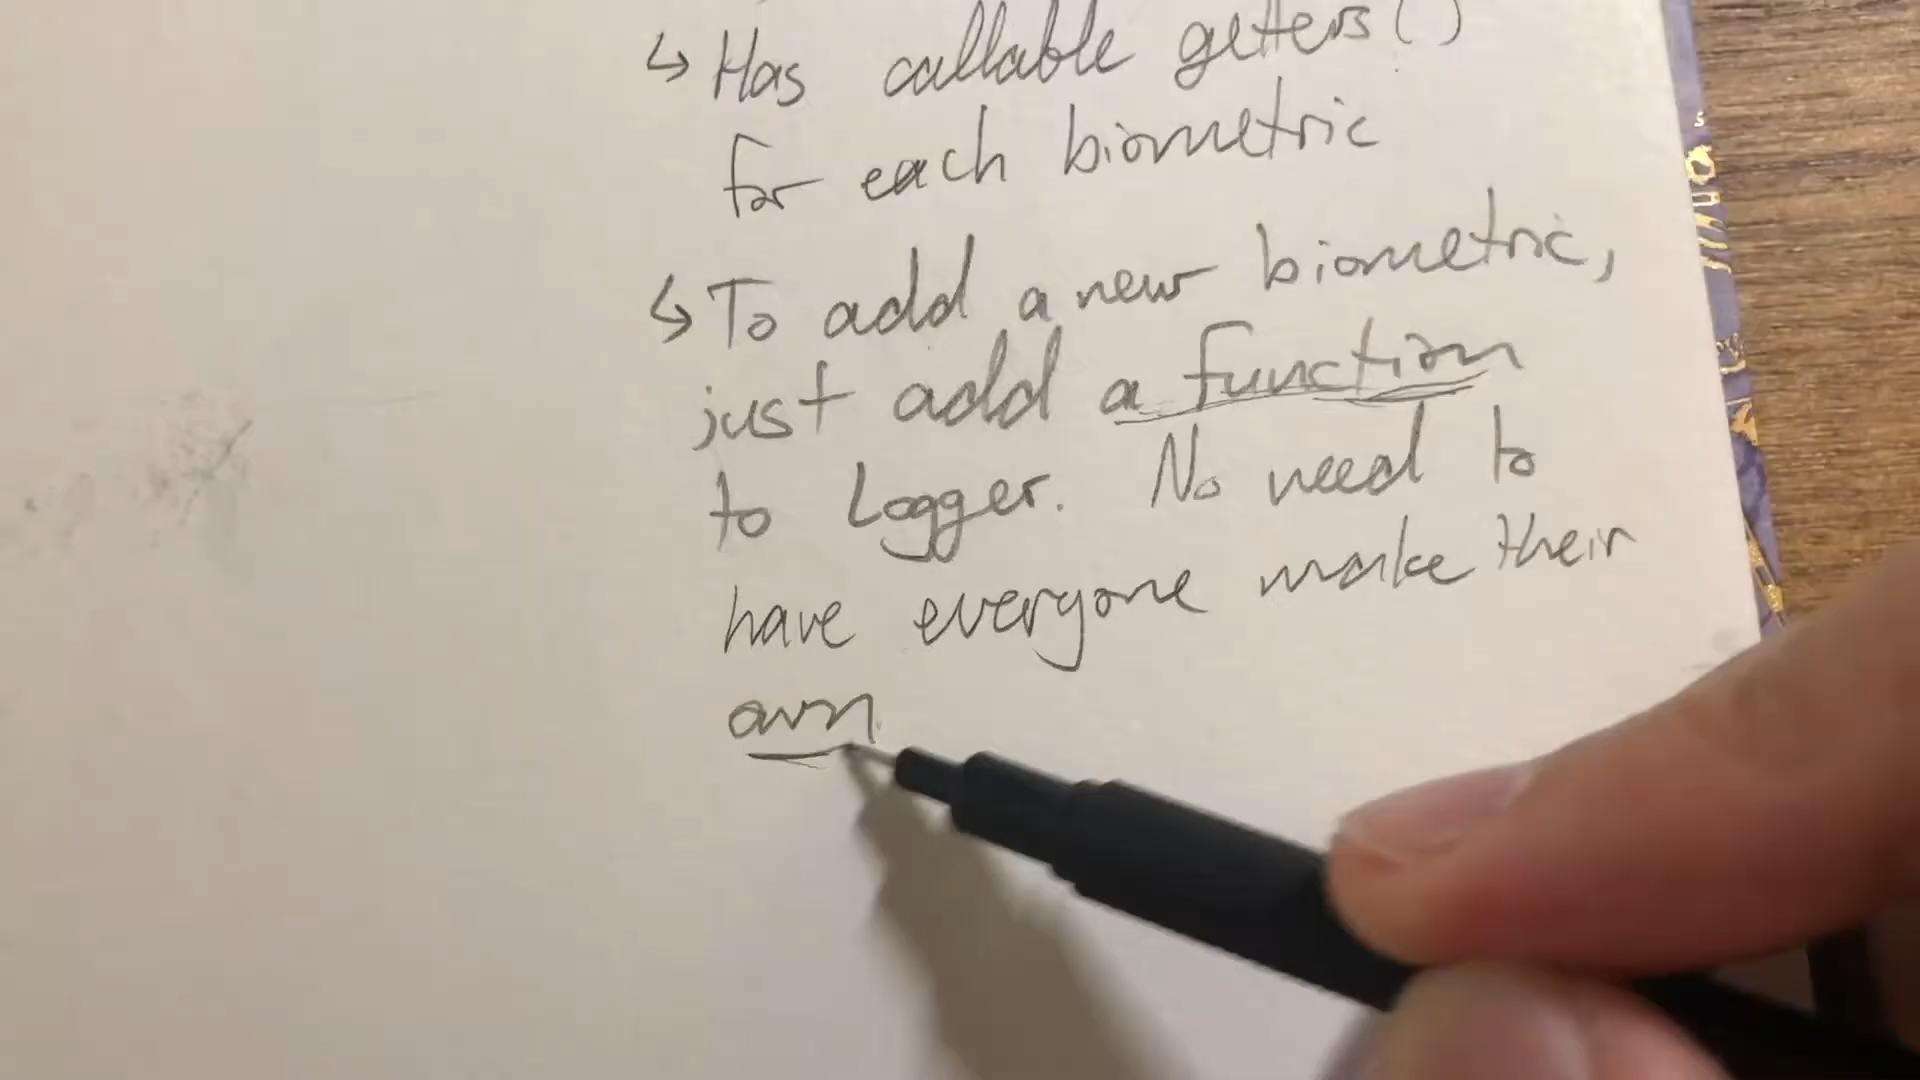 ↳ Has callable getters()
for each biometric
↳ To add a new biometric,
just add a function
to Logger. No need to
have everyone make their
own.